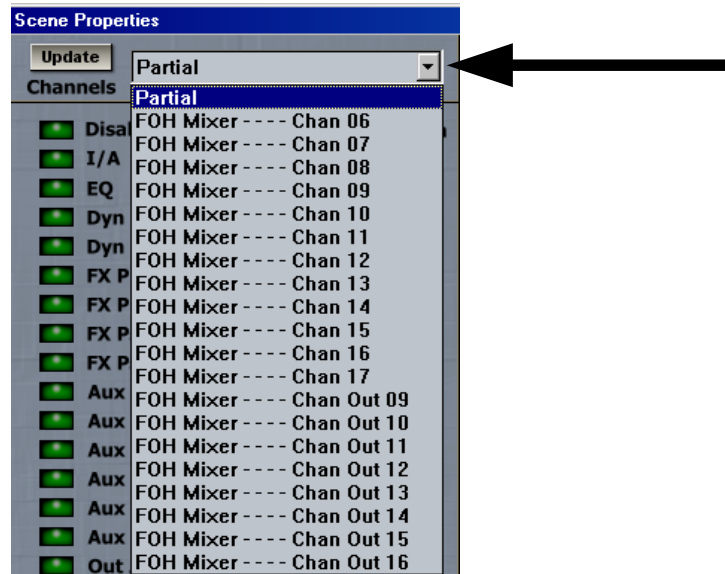 Scene Properties
Update
Partial
Channels
Partial
FOH Mixer - - - - Chan 06
FOH Mixer - - - - Chan 07
I/A
FOH Mixer - - - - Chan 08
EQ
FOH Mixer - - - - Chan 09
Dyn
FOH Mixer - - - - Chan 10
Dyn
FOH Mixer - - - - Chan 11
FOH Mixer - - - - Chan 12
FX P
FOH Mixer - - - - Chan 13
FX P
FOH Mixer - - - - Chan 14
FX P
FOH Mixer - - - - Chan 15
FX P
FOH Mixer - - - - Chan 16
FOH Mixer - - - - Chan 17
Aux
FOH Mixer - - - - Chan Out 09
Aux
FOH Mixer - - - - Chan Out 10
Aux
FOH Mixer - - - - Chan Out 11
Aux
FOH Mixer - - - - Chan Out 12
Aux
FOH Mixer - - - - Chan Out 13
Aux
FOH Mixer - - - - Chan Out 14
FOH Mixer - - - - Chan Out 15
Out
FOH Mixer - - - - Chan Out 16